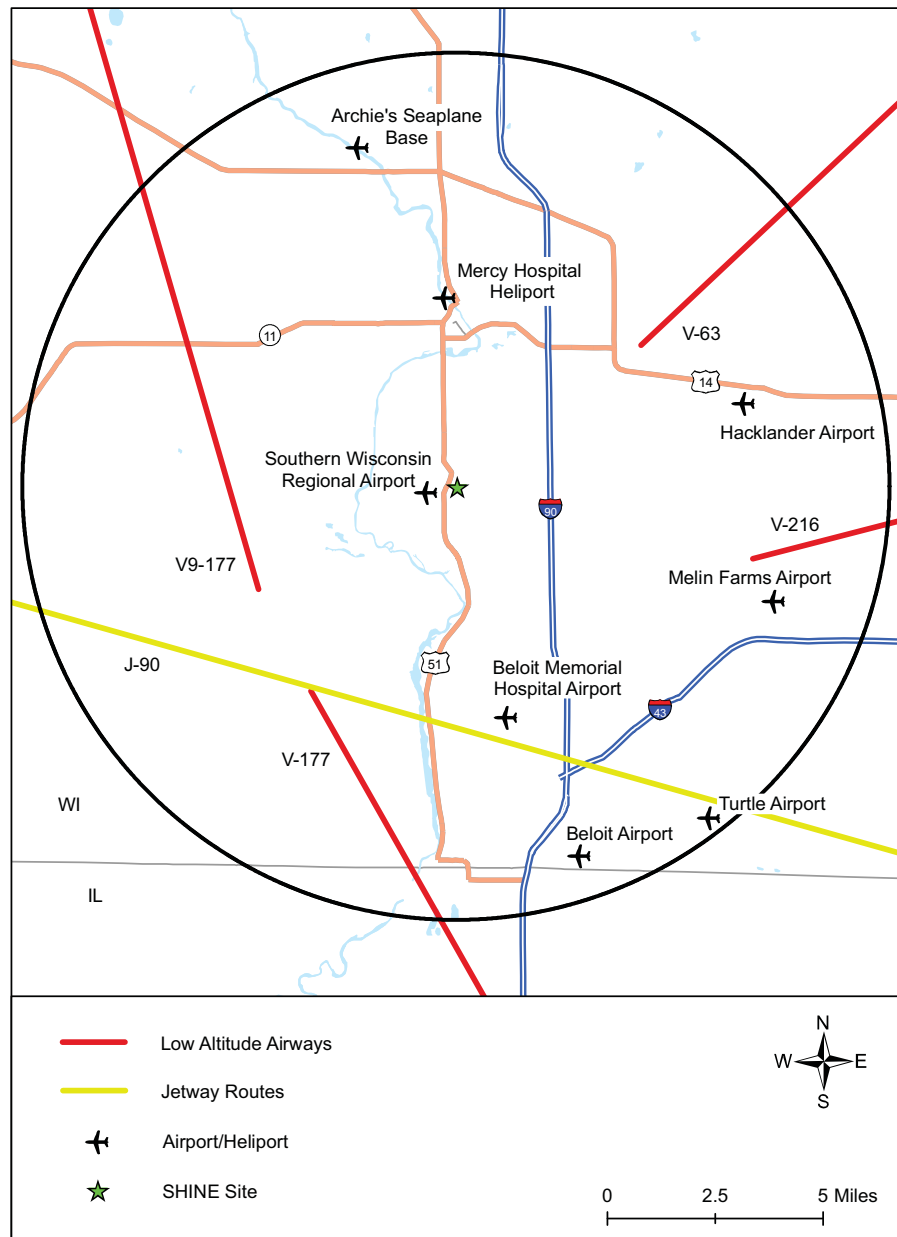 Archie's Seaplane
Base
Mercy Hospital
Heliport
11
V-63
14
Hacklander Airport
Southern Wisconsin
Regional Airport
90
V-216
V9-177
Melin Farms Airport
J-90
51
Beloit Memorial
Hospital Airport
43
V-177
WI
Turtle Airport
Beloit Airport
IL
Low Altitude Airways
Jetway Routes
Airport/Heliport
SHINE Site
N
W E
S
0 2.5 5 Miles